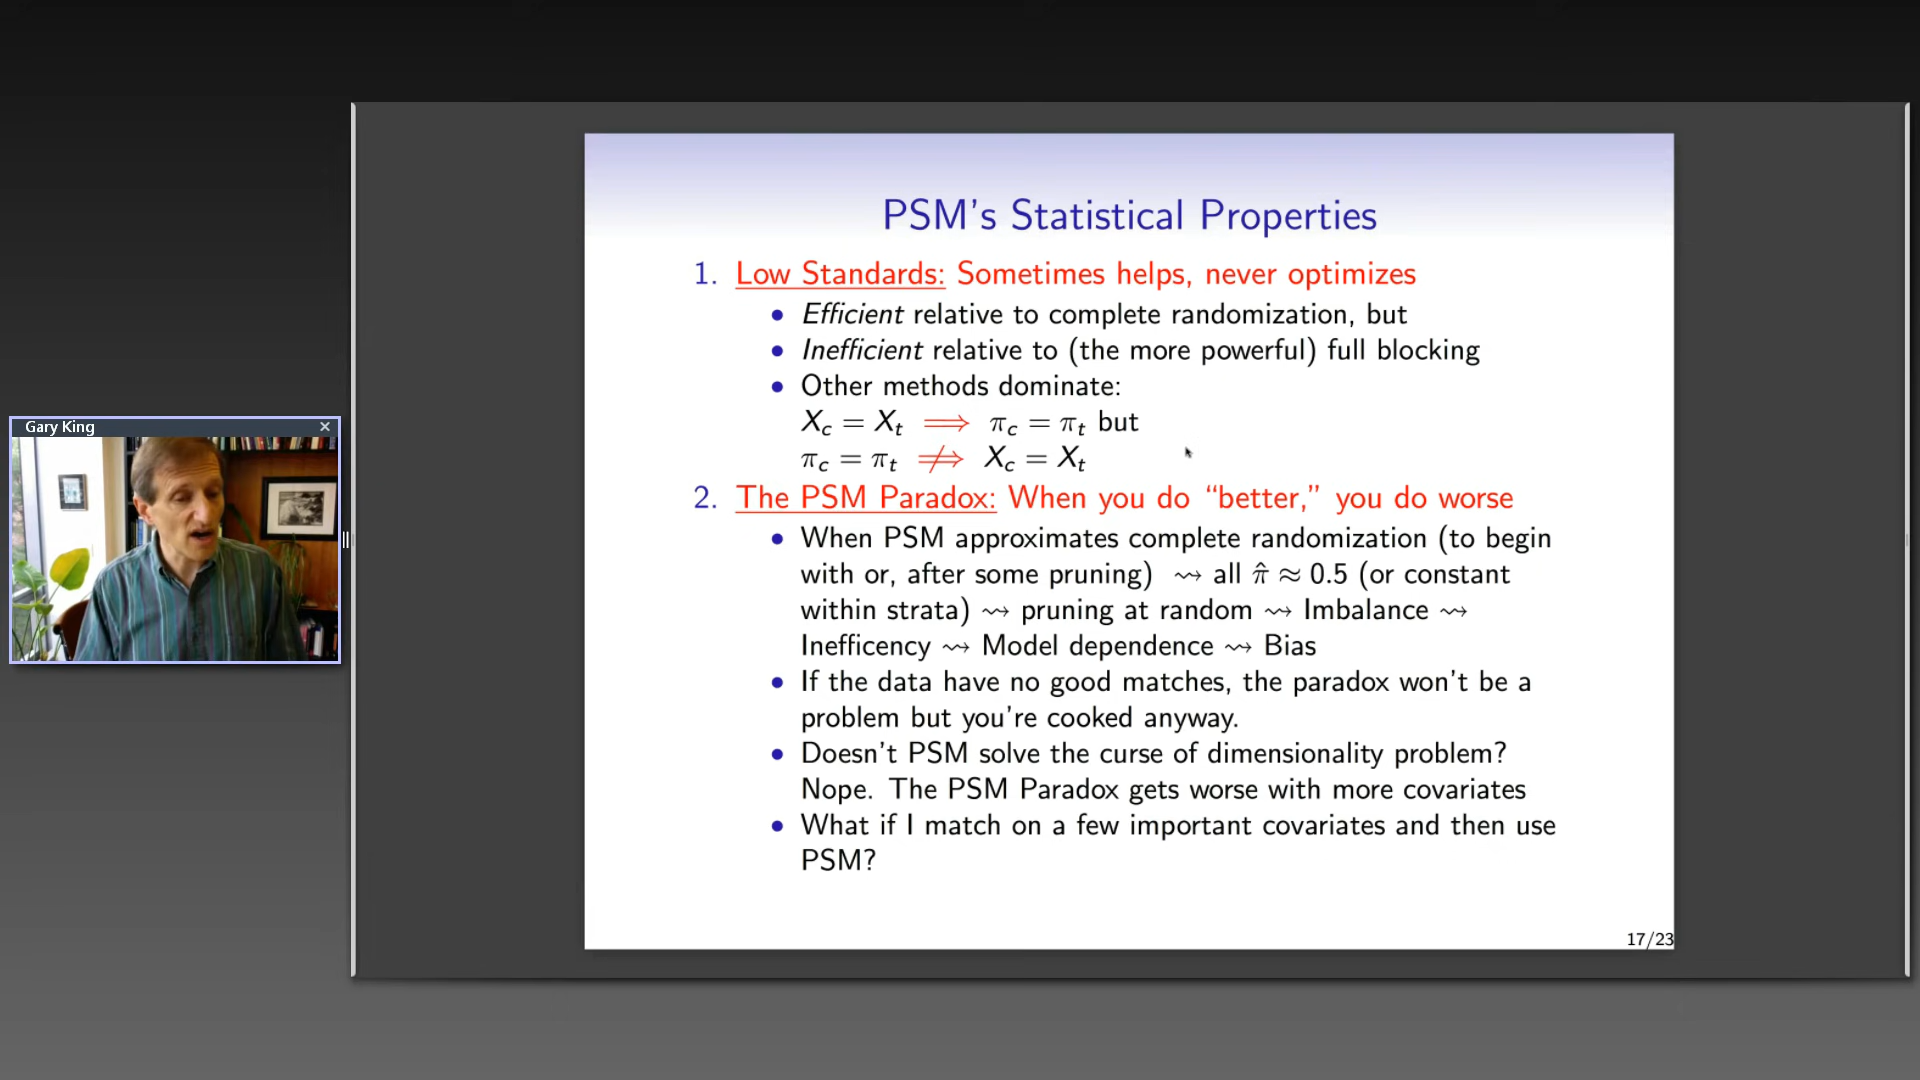 PSM's Statistical Properties
1. Low Standards: Sometimes helps, never optimizes
• Efficient relative to complete randomization, but
• Inefficient relative to (the more powerful) full blocking
• Other methods dominate:
X_c = X_t ⟹ π_c = π_t but
π_c = π_t ⇏ X_c = X_t
Gary King
2. The PSM Paradox: When you do “better,” you do worse
• When PSM approximates complete randomization (to begin
with or, after some pruning) ⇝ all π̂ ≈ 0.5 (or constant
within strata) ⇝ pruning at random ⇝ Imbalance ⇝
Inefficency ⇝ Model dependence ⇝ Bias
• If the data have no good matches, the paradox won't be a
problem but you're cooked anyway.
• Doesn't PSM solve the curse of dimensionality problem?
Nope. The PSM Paradox gets worse with more covariates
• What if I match on a few important covariates and then use
PSM?
17/23